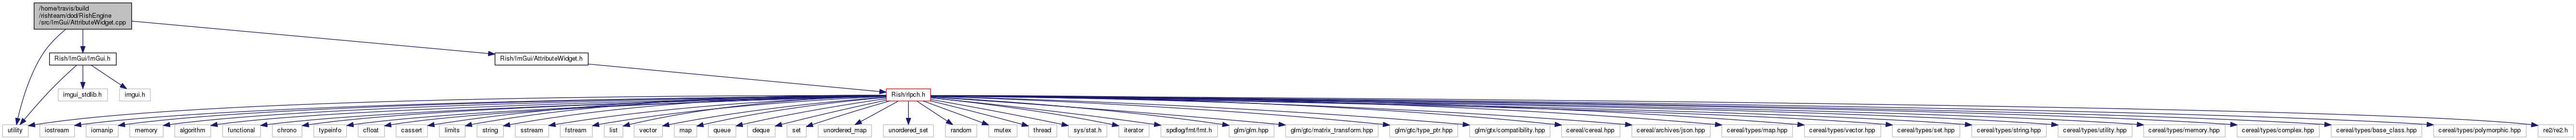 /home/travis/build
/rishteam/dod/RishEngine
/src/ImGui/AttributeWidget.cpp
Rish/ImGui/ImGui.h
Rish/ImGui/AttributeWidget.h
imgui_stdlib.h
imgui.h
Rish/rlpch.h
utility
iostream
iomanip
memory
algorithm
functional
chrono
typeinfo
cfloat
cassert
limits
string
sstream
fstream
list
vector
map
queue
deque
set
unordered_map
unordered_set
random
mutex
thread
sys/stat.h
iterator
spdlog/fmt/fmt.h
glm/glm.hpp
glm/gtc/matrix_transform.hpp
glm/gtc/type_ptr.hpp
glm/gtx/compatibility.hpp
cereal/cereal.hpp
cereal/archives/json.hpp
cereal/types/map.hpp
cereal/types/vector.hpp
cereal/types/set.hpp
cereal/types/string.hpp
cereal/types/utility.hpp
cereal/types/memory.hpp
cereal/types/complex.hpp
cereal/types/base_class.hpp
cereal/types/polymorphic.hpp
re2/re2.h